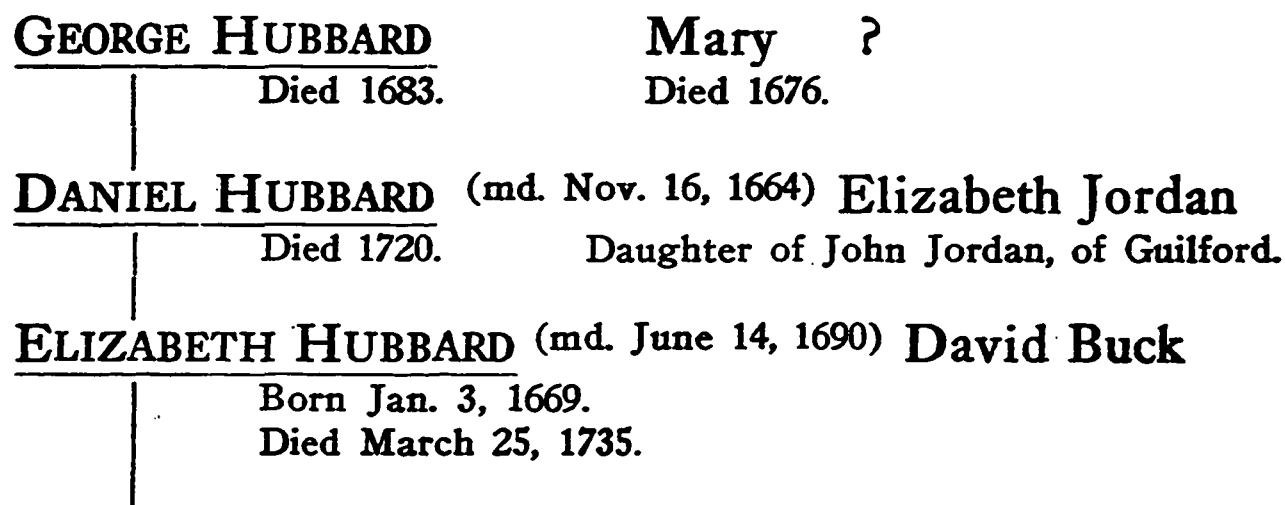 GEORGE HUBBARD Mary ?
Died 1683. Died 1676.
DANIEL HUBBARD (md. Nov. 16, 1664) Elizabeth Jordan
Died 1720. Daughter of John Jordan, of Guilford.
ELIZABETH HUBBARD (md. June 14, 1690) David Buck
Born Jan. 3, 1669.
Died March 25, 1735.